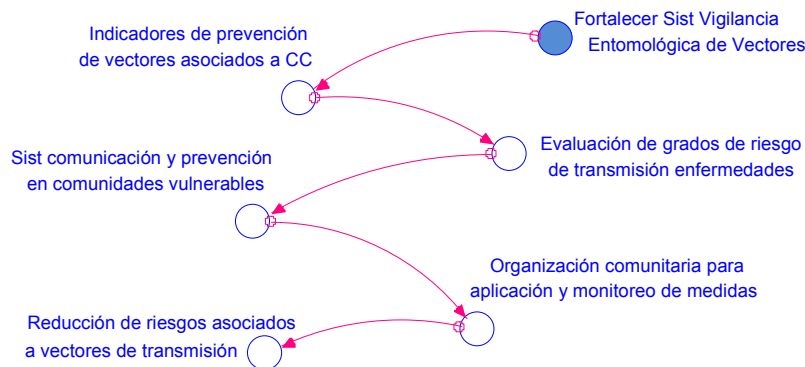 Fortalecer Sist Vigilancia
Entomológica de Vectores
Indicadores de prevención
de vectores asociados a CC
Evaluación de grados de riesgo
de transmisión enfermedades
Sist comunicación y prevención
en comunidades vulnerables
Organización comunitaria para
aplicación y monitoreo de medidas
Reducción de riesgos asociados
a vectores de transmisión